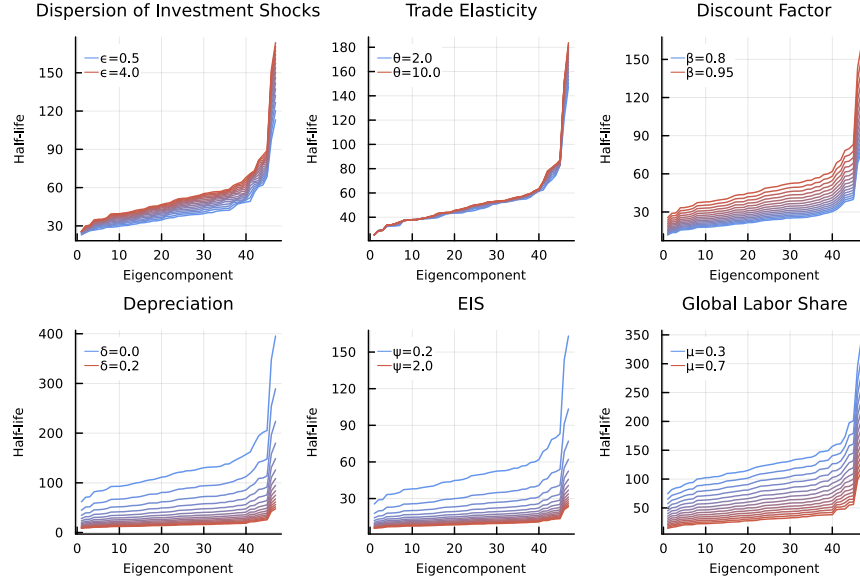 Dispersion of Investment Shocks
Half-life
150
120
90
60
30
ϵ=0.5
ϵ=4.0
0 10 20 30 40
Eigencomponent
Trade Elasticity
Half-life
180
160
140
120
100
80
60
40
θ=2.0
θ=10.0
0 10 20 30 40
Eigencomponent
Discount Factor
Half-life
150
120
90
60
30
β=0.8
β=0.95
0 10 20 30 40
Eigencomponent
Depreciation
Half-life
400
300
200
100
0
δ=0.0
δ=0.2
0 10 20 30 40
Eigencomponent
EIS
Half-life
150
120
90
60
30
ψ=0.2
ψ=2.0
0 10 20 30 40
Eigencomponent
Global Labor Share
Half-life
350
300
250
200
150
100
50
μ=0.3
μ=0.7
0 10 20 30 40
Eigencomponent